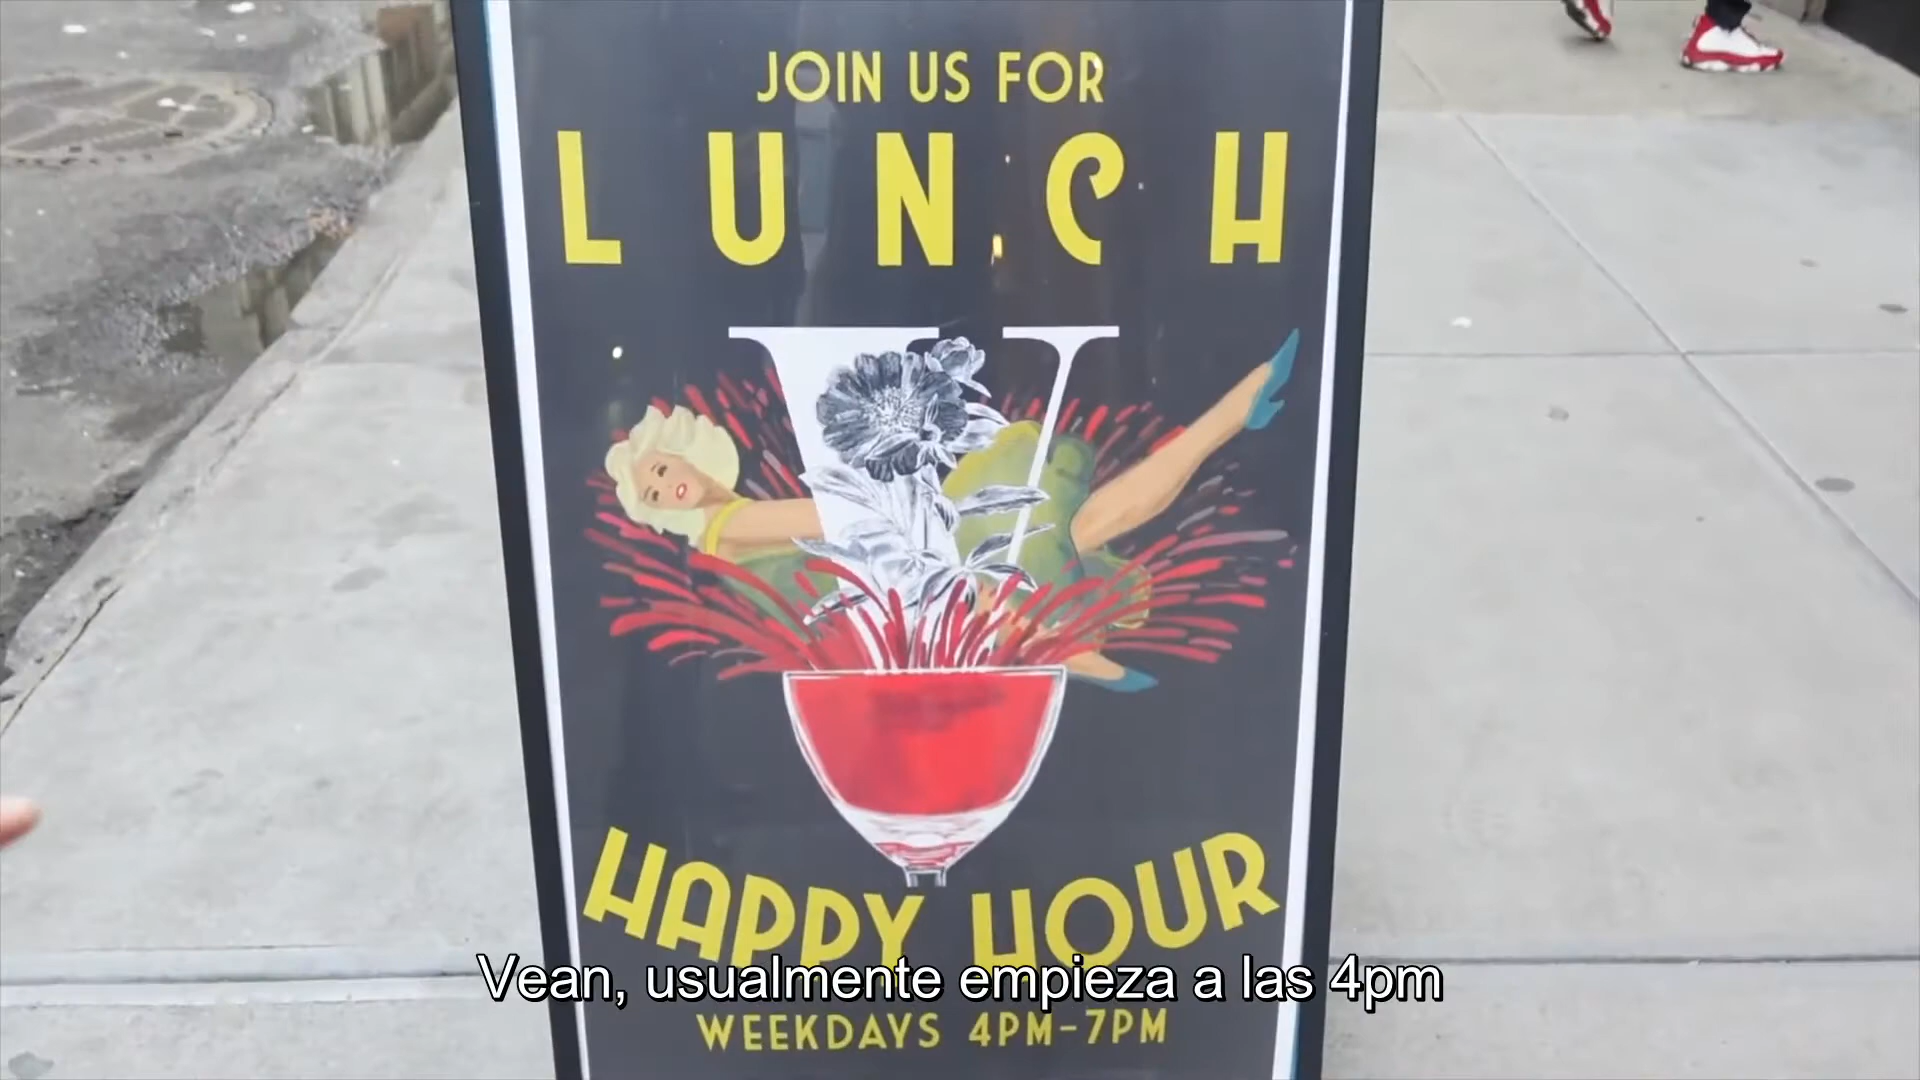 JOIN US FOR
LUNCH
V
HAPPY HOUR
Vean, usualmente empieza a las 4pm
WEEKDAYS 4PM-7PM